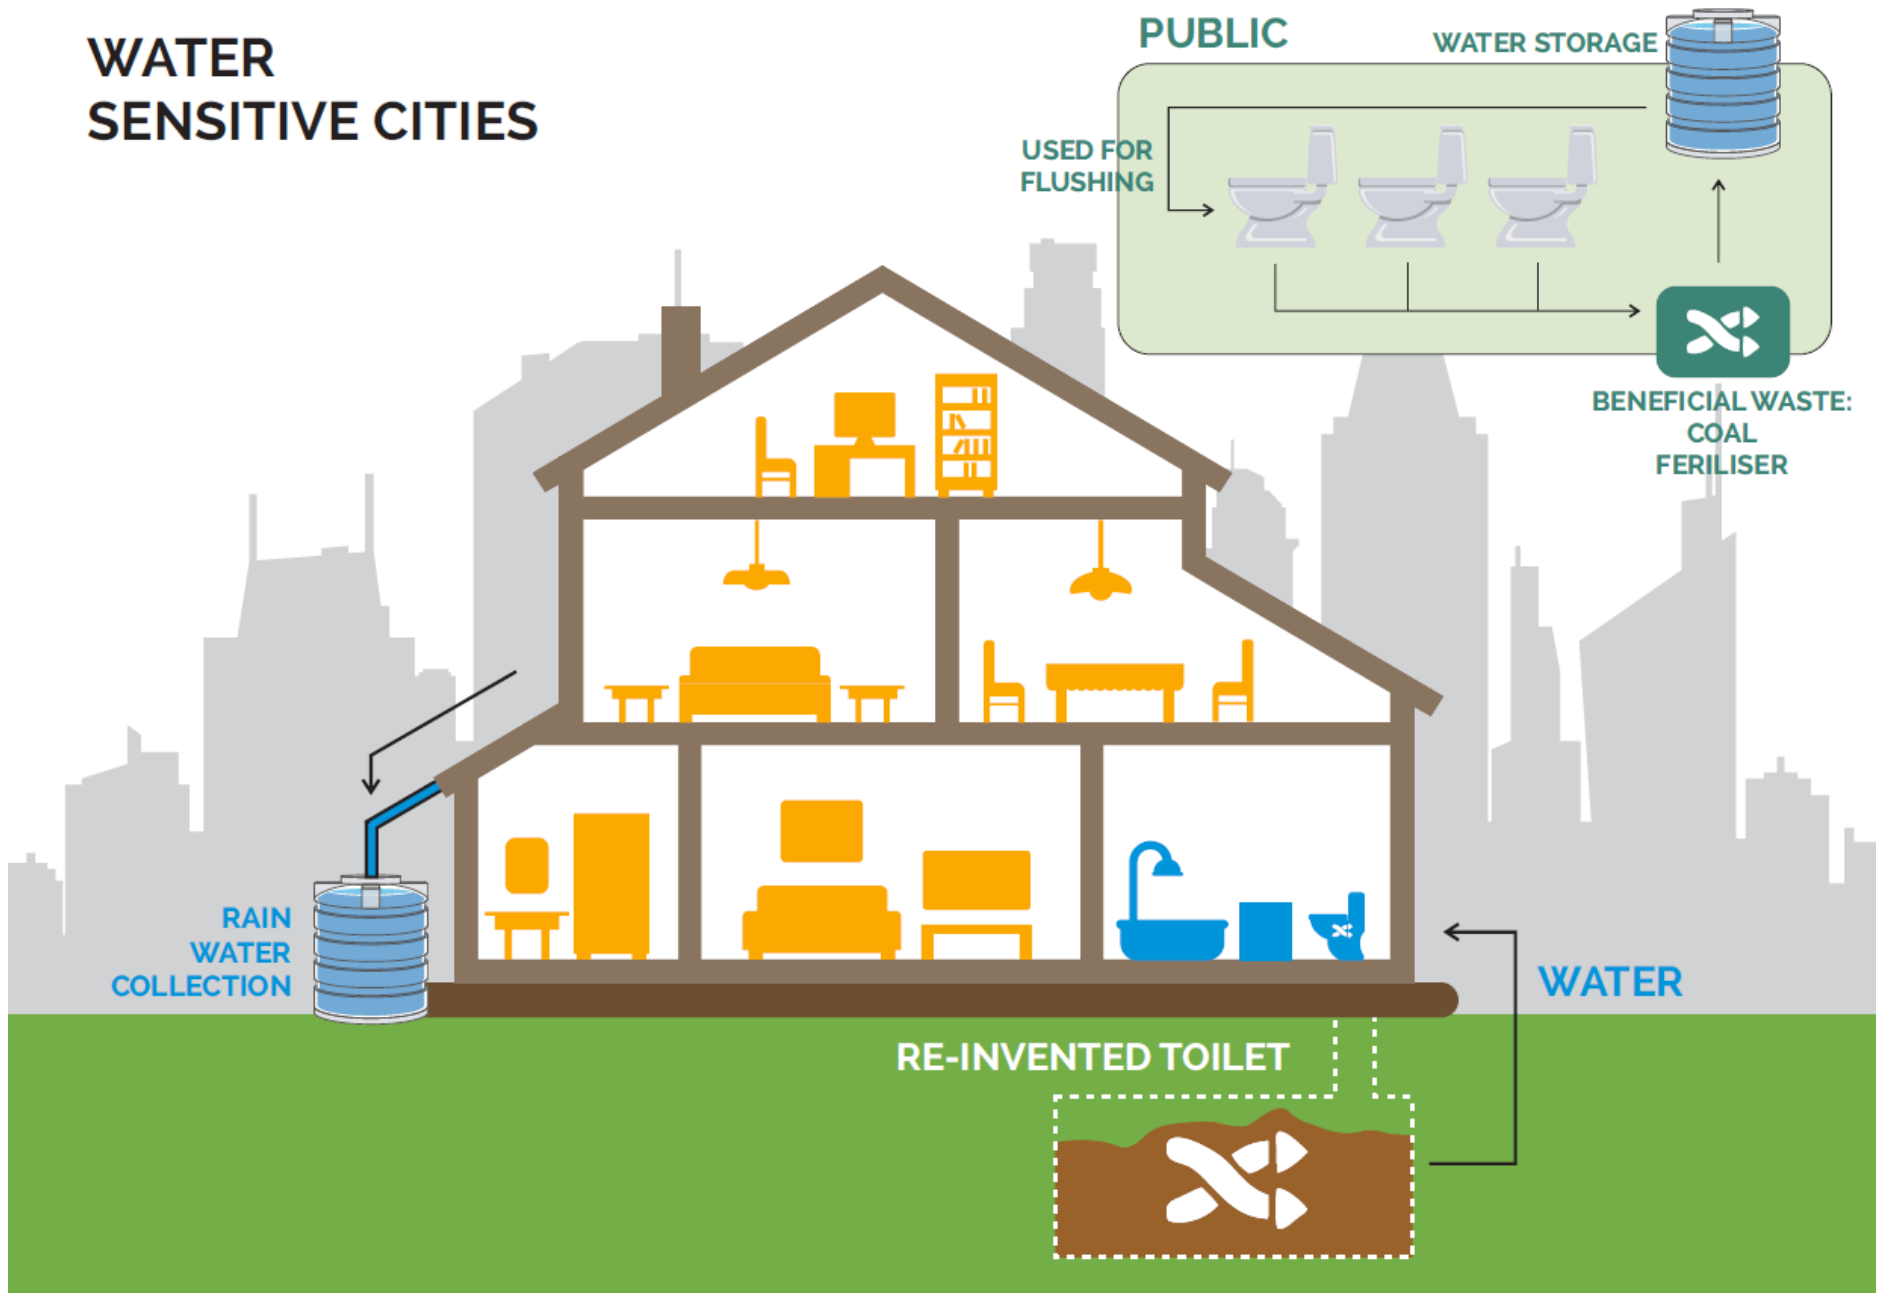 WATER
SENSITIVE CITIES
PUBLIC
WATER STORAGE
USED FOR
FLUSHING
BENEFICIAL WASTE:
COAL
FERILISER
RAIN
WATER
COLLECTION
WATER
RE-INVENTED TOILET